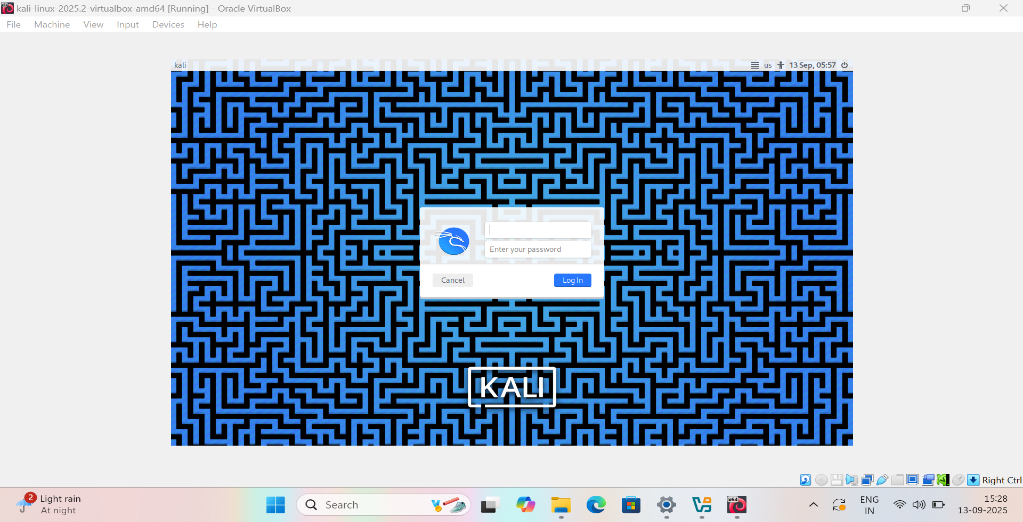 kali-linux-2025.2-virtualbox-amd64 [Running] - Oracle VirtualBox
File Machine View Input Devices Help
kali us 13 Sep, 05:57
Enter your password
Cancel Log In
KALI
Right Ctrl
2 Light rain
At night
Search
ENG
IN
15:28
13-09-2025